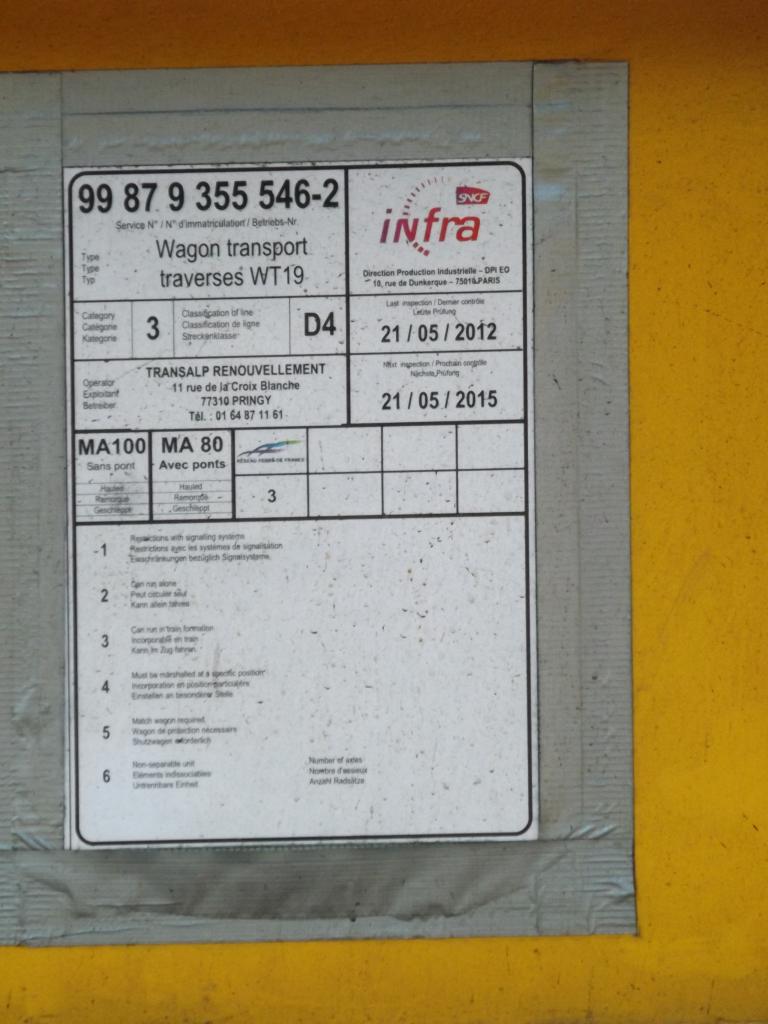 99 87 9 355 546-2
Service N° / N° d'immatriculation / Betriebs-Nr.
Type
Type
Typ
Wagon transport
traverses WT19
SNCF
infra
Direction Production Industrielle – DPI EO
10, rue de Dunkerque – 75010 PARIS
Category
Catégorie
Kategorie
3
Classification of line
Classification de ligne
Streckenklasse
D4
Last inspection / Dernier contrôle
Letzte Prüfung
21 / 05 / 2012
Operator
Exploitant
Betreiber
TRANSALP RENOUVELLEMENT
11 rue de la Croix Blanche
77310 PRINGY
Tél. : 01 64 87 11 61
Next inspection / Prochain contrôle
Nächste Prüfung
21 / 05 / 2015
MA100
Sans pont
Hauled
Remorqué
Geschleppt
MA 80
Avec ponts
Hauled
Remorqué
Geschleppt
RÉSEAU FERRÉ DE FRANCE
3
1
Restrictions with signalling systems
Restrictions avec les systèmes de signalisation
Einschränkungen bezüglich Signalsysteme
2
Can run alone
Peut circuler seul
Kann allein fahren
3
Can run in train formation
Incorporable en train
Kann im Zug fahren
4
Must be marshalled at a specific position
Incorporation en position particulière
Einstellen an besonderer Stelle
5
Match wagon required
Wagon de protection nécessaire
Shutzwagen erforderlich
6
Non-separable unit
Eléments indissociables
Untrennbare Einheit
Number of axles
Nombre d'essieux
Anzahl Radsätze